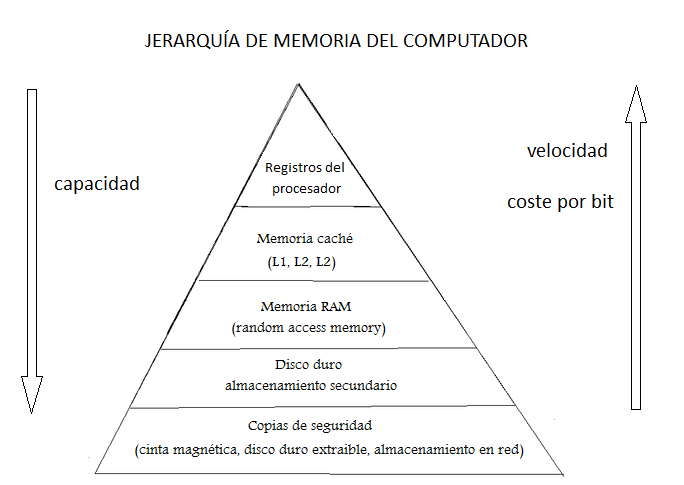 JERARQUÍA DE MEMORIA DEL COMPUTADOR
capacidad
velocidad
coste por bit
Registros del
procesador
Memoria caché
(L1, L2, L2)
Memoria RAM
(random access memory)
Disco duro
almacenamiento secundario
Copias de seguridad
(cinta magnética, disco duro extraible, almacenamiento en red)